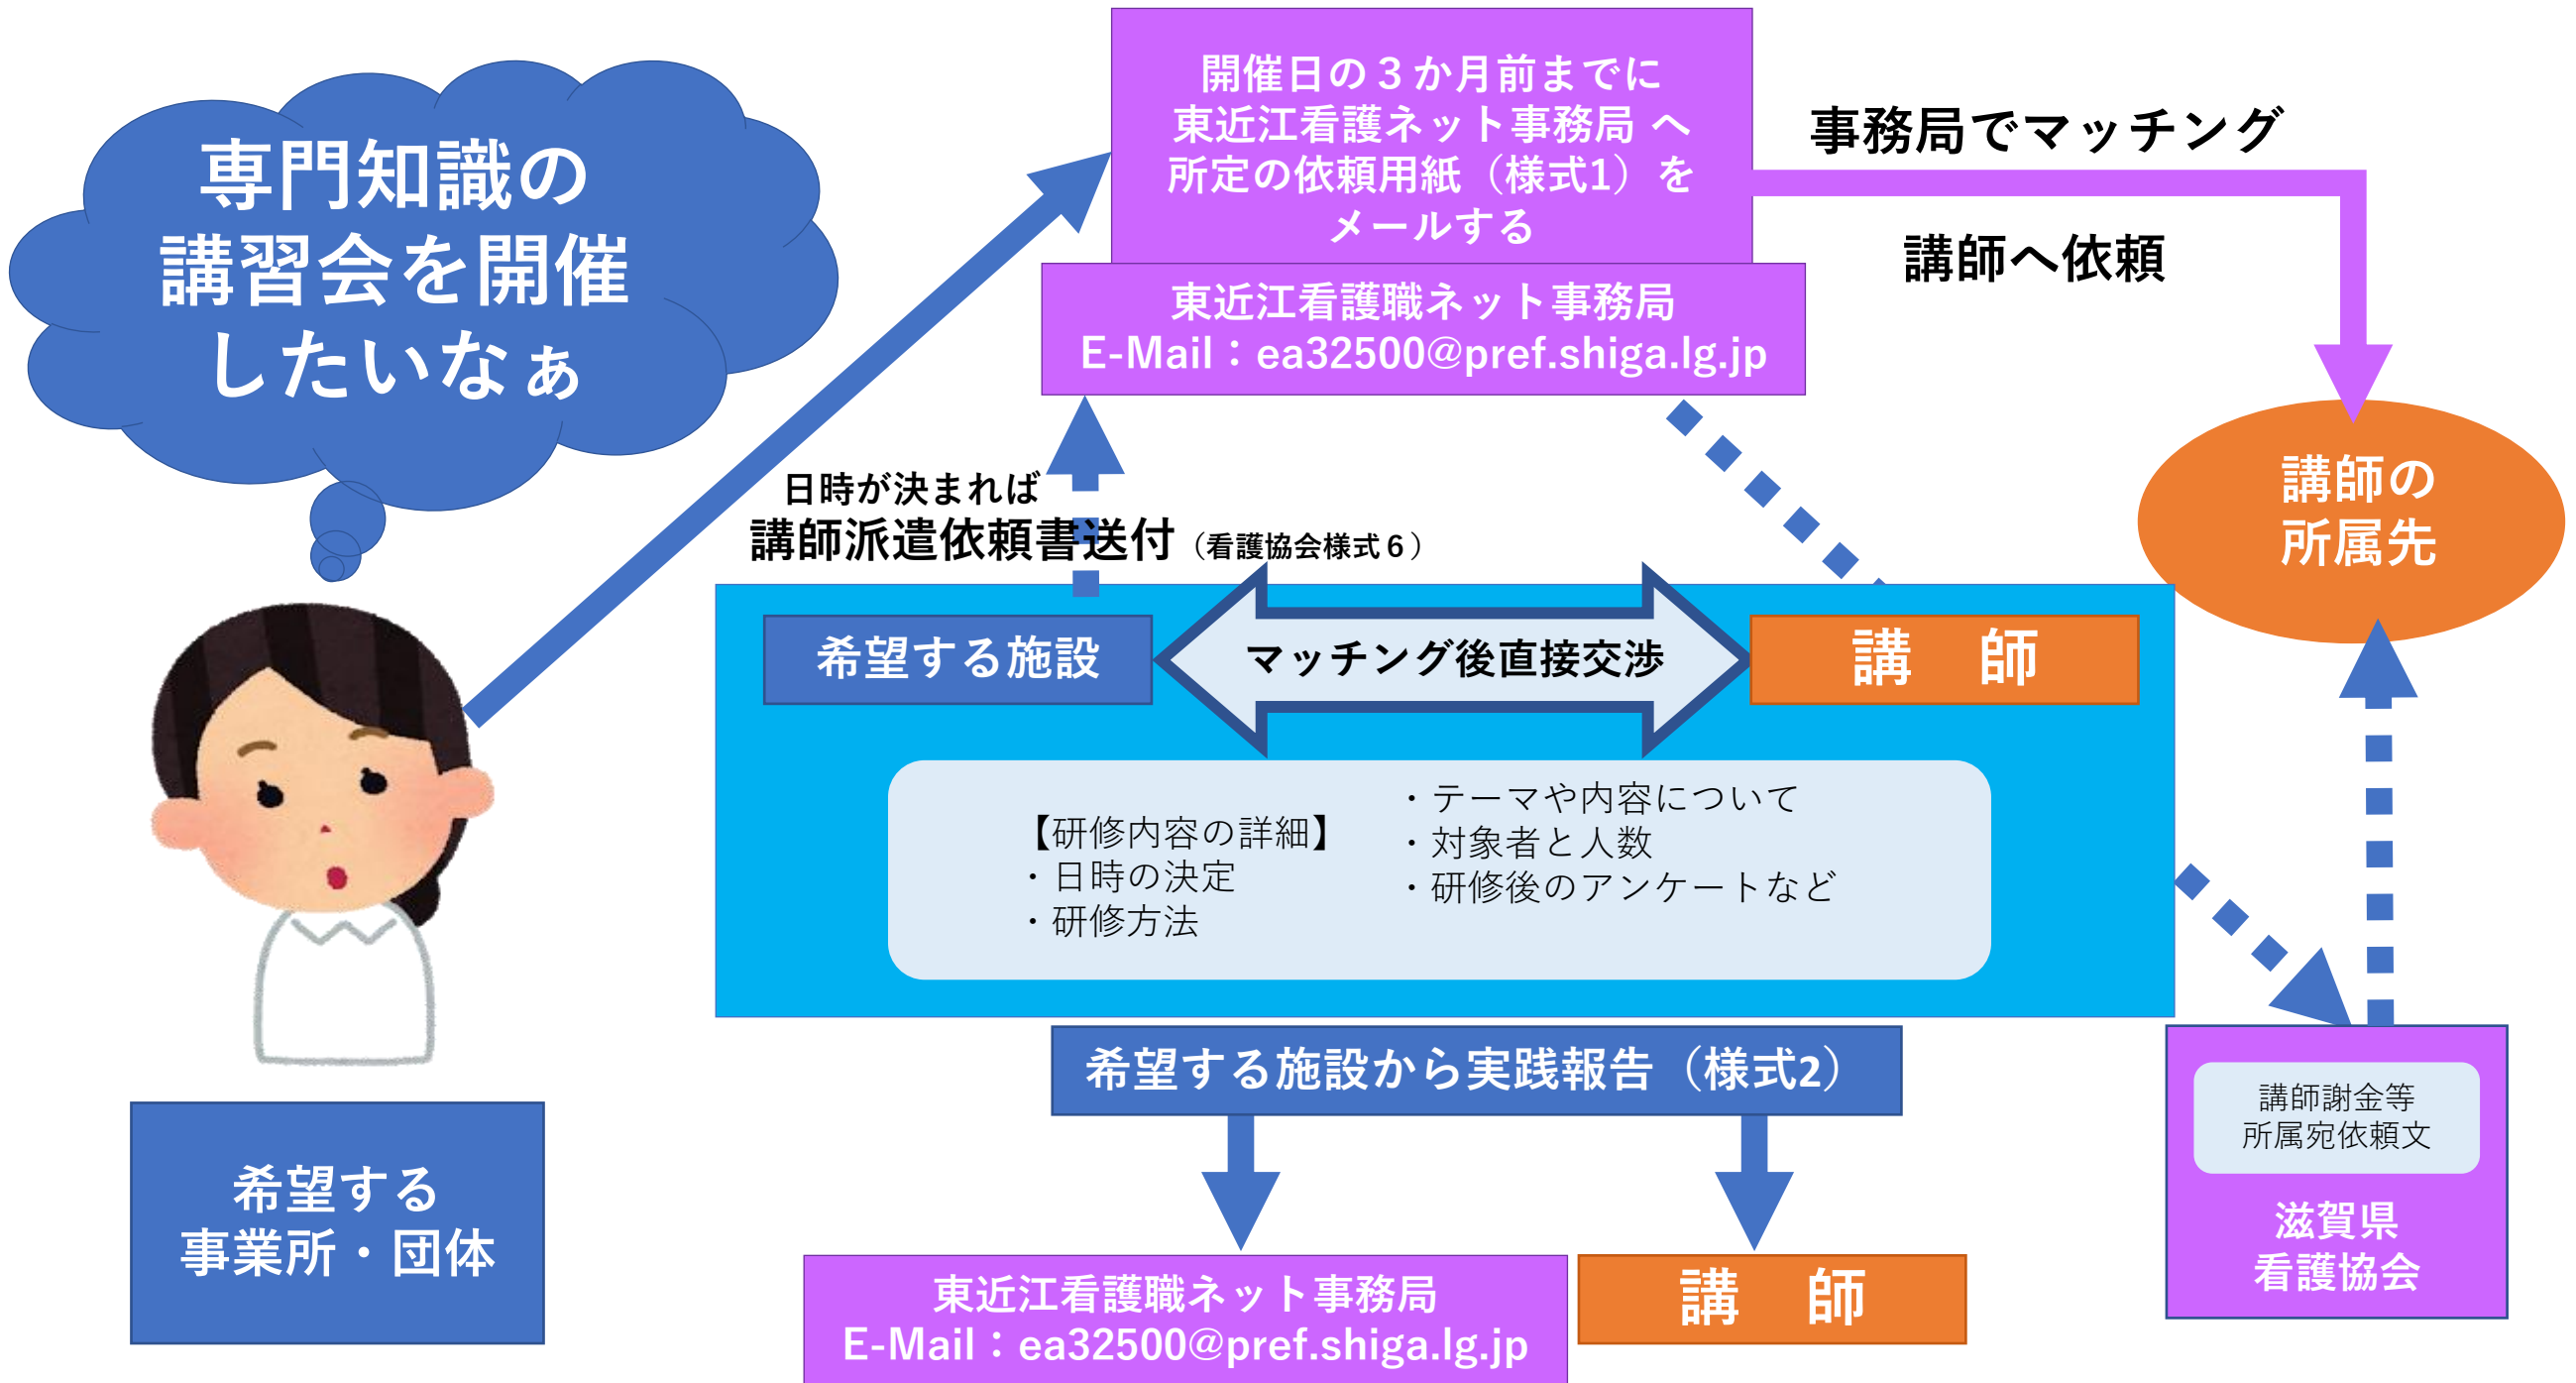 専門知識の
講習会を開催
したいなぁ
開催日の３か月前までに
東近江看護ネット事務局 へ
所定の依頼用紙（様式1）を
メールする
東近江看護職ネット事務局
E-Mail：ea32500@pref.shiga.lg.jp
事務局でマッチング
講師へ依頼
講師の
所属先
日時が決まれば
講師派遣依頼書送付（看護協会様式６）
希望する施設
マッチング後直接交渉
講　師
【研修内容の詳細】
・日時の決定
・研修方法
・テーマや内容について
・対象者と人数
・研修後のアンケートなど
希望する施設から実践報告（様式2）
東近江看護職ネット事務局
E-Mail：ea32500@pref.shiga.lg.jp
講　師
講師謝金等
所属宛依頼文
滋賀県
看護協会
希望する
事業所・団体